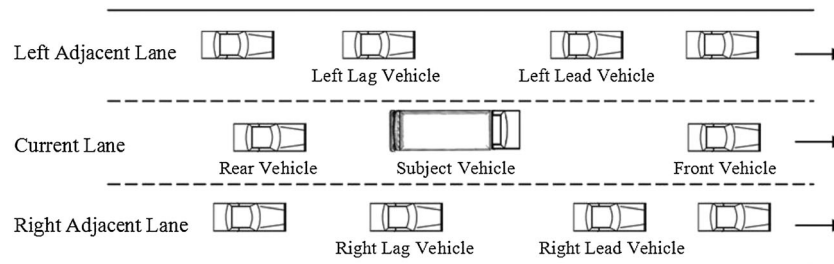 Left Adjacent Lane
Left Lag Vehicle
Left Lead Vehicle
Current Lane
Rear Vehicle
Subject Vehicle
Front Vehicle
Right Adjacent Lane
Right Lag Vehicle
Right Lead Vehicle